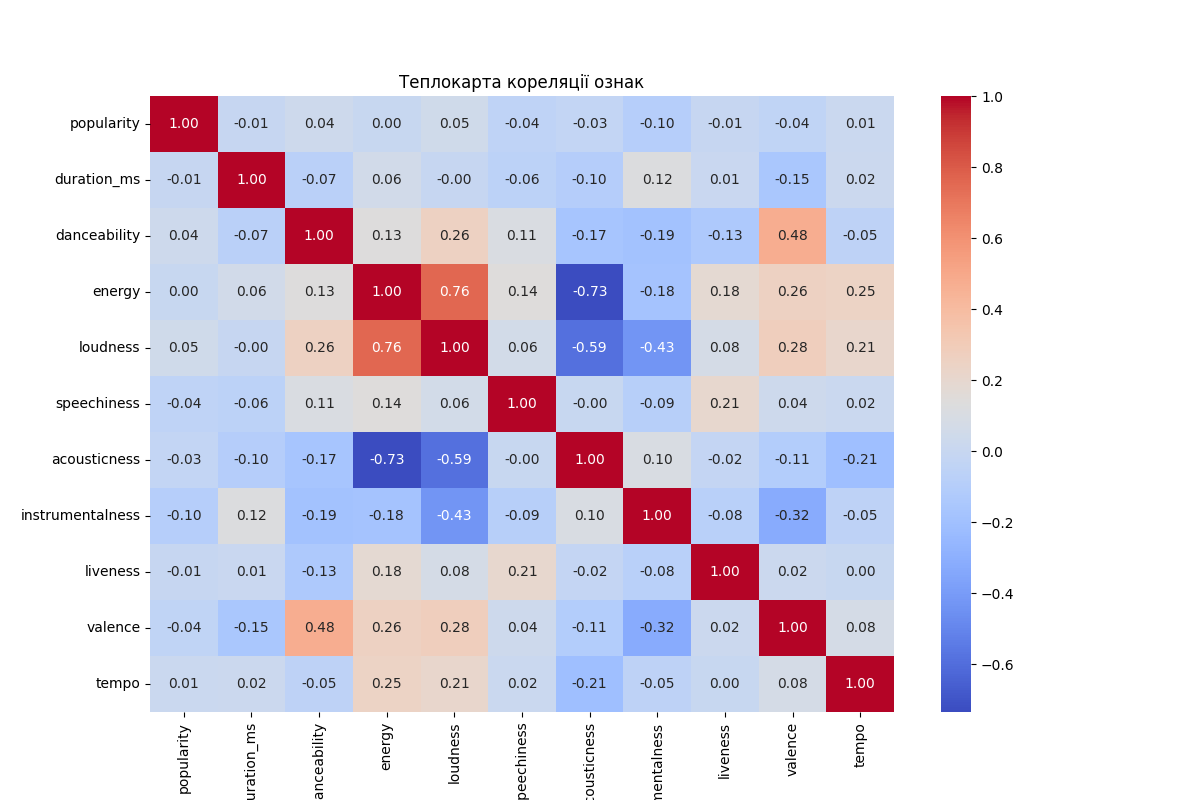 Теплокарта кореляції ознак
popularity 1.00 -0.01 0.04 0.00 0.05 -0.04 -0.03 -0.10 -0.01 -0.04 0.01
duration_ms -0.01 1.00 -0.07 0.06 -0.00 -0.06 -0.10 0.12 0.01 -0.15 0.02
danceability 0.04 -0.07 1.00 0.13 0.26 0.11 -0.17 -0.19 -0.13 0.48 -0.05
energy 0.00 0.06 0.13 1.00 0.76 0.14 -0.73 -0.18 0.18 0.26 0.25
loudness 0.05 -0.00 0.26 0.76 1.00 0.06 -0.59 -0.43 0.08 0.28 0.21
speechiness -0.04 -0.06 0.11 0.14 0.06 1.00 -0.00 -0.09 0.21 0.04 0.02
acousticness -0.03 -0.10 -0.17 -0.73 -0.59 -0.00 1.00 0.10 -0.02 -0.11 -0.21
instrumentalness -0.10 0.12 -0.19 -0.18 -0.43 -0.09 0.10 1.00 -0.08 -0.32 -0.05
liveness -0.01 0.01 -0.13 0.18 0.08 0.21 -0.02 -0.08 1.00 0.02 0.00
valence -0.04 -0.15 0.48 0.26 0.28 0.04 -0.11 -0.32 0.02 1.00 0.08
tempo 0.01 0.02 -0.05 0.25 0.21 0.02 -0.21 -0.05 0.00 0.08 1.00
popularity
uration_ms
anceability
energy
loudness
peechiness
cousticness
mentalness
liveness
valence
tempo
1.0
0.8
0.6
0.4
0.2
0.0
−0.2
−0.4
−0.6